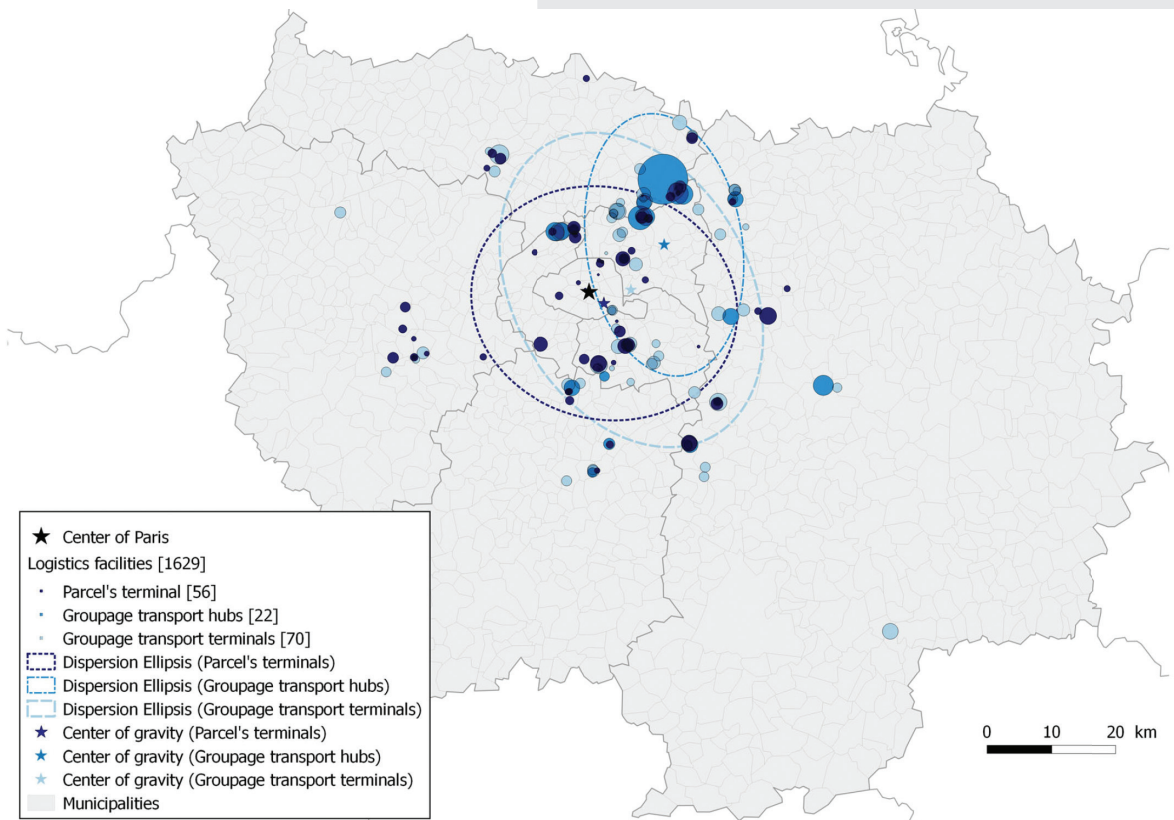 Center of Paris
Logistics facilities [1629]
Parcel's terminal [56]
Groupage transport hubs [22]
Groupage transport terminals [70]
Dispersion Ellipsis (Parcel's terminals)
Dispersion Ellipsis (Groupage transport hubs)
Dispersion Ellipsis (Groupage transport terminals)
Center of gravity (Parcel's terminals)
Center of gravity (Groupage transport hubs)
Center of gravity (Groupage transport terminals)
Municipalities
0 10 20 km